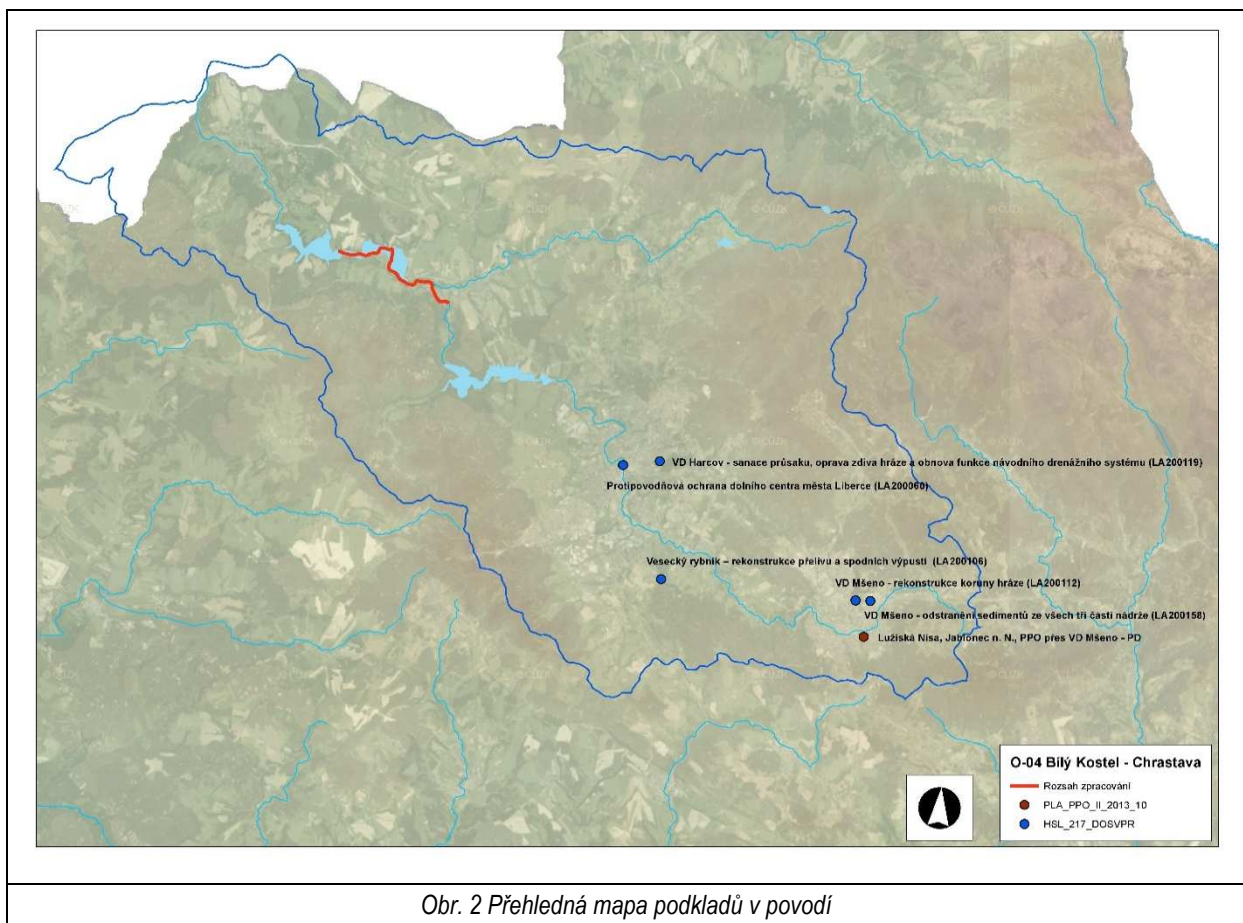 VD Harcov - sanace průsaku, oprava zdiva hráze a obnova funkce návodního drenážního systému (LA200119)
Protipovodňová ochrana dolního centra města Liberce (LA200060)
Vesecký rybník – rekonstrukce přelivu a spodních výpustí (LA200106)
VD Mšeno - rekonstrukce koruny hráze (LA200112)
VD Mšeno - odstranění sedimentů ze všech tří částí nádrže (LA200158)
Lužiská Nisa, Jablonec n. N., PPO přes VD Mšeno - PD
O-04 Bílý Kostel - Chrastava
Rozsah zpracování
PLA_PPO_II_2013_10
HSL_217_DOSVPR
Obr. 2 Přehledná mapa podkladů v povodí